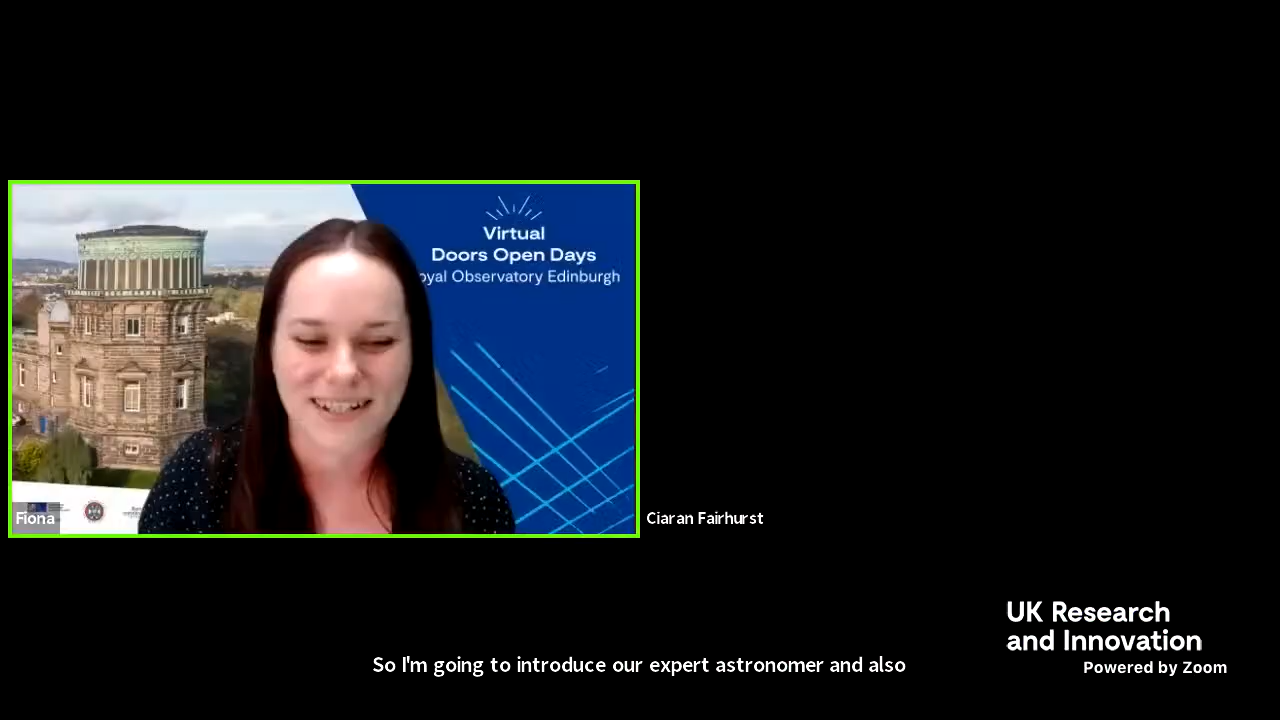 Virtual
Doors Open Days
oyal Observatory Edinburgh
Fiona
Ciaran Fairhurst
UK Research
and Innovation
Powered by Zoom
So I'm going to introduce our expert astronomer and also